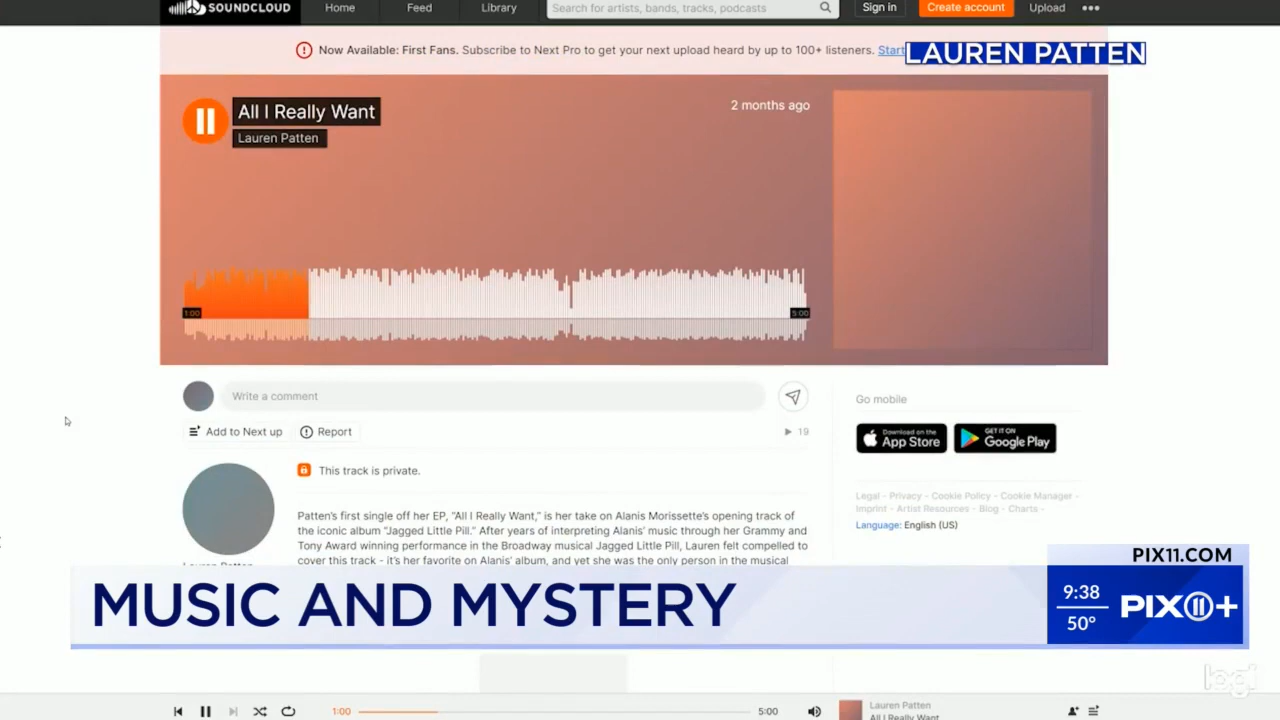 SOUNDCLOUD Home Feed Library Search for artists, bands, tracks, podcasts Sign in Create account Upload
Now Available: First Fans. Subscribe to Next Pro to get your next upload heard by up to 100+ listeners. Start
LAUREN PATTEN
All I Really Want
Lauren Patten
2 months ago
1:00
5:00
Write a comment
Add to Next up
Report
19
This track is private.
Patten's first single off her EP, "All I Really Want," is her take on Alanis Morissette's opening track of
the iconic album "Jagged Little Pill." After years of interpreting Alanis' music through her Grammy and
Tony Award winning performance in the Broadway musical Jagged Little Pill, Lauren felt compelled to
cover this track - it's her favorite on Alanis' album, and yet she was the only person in the musical
Go mobile
Download on the
App Store
GET IT ON
Google Play
Legal - Privacy - Cookie Policy - Cookie Manager -
Imprint - Artist Resources - Blog - Charts -
Language: English (US)
MUSIC AND MYSTERY
PIX11.COM
9:38
50°
PIX11+
logi
1:00
5:00
Lauren Patten
All I Really Want